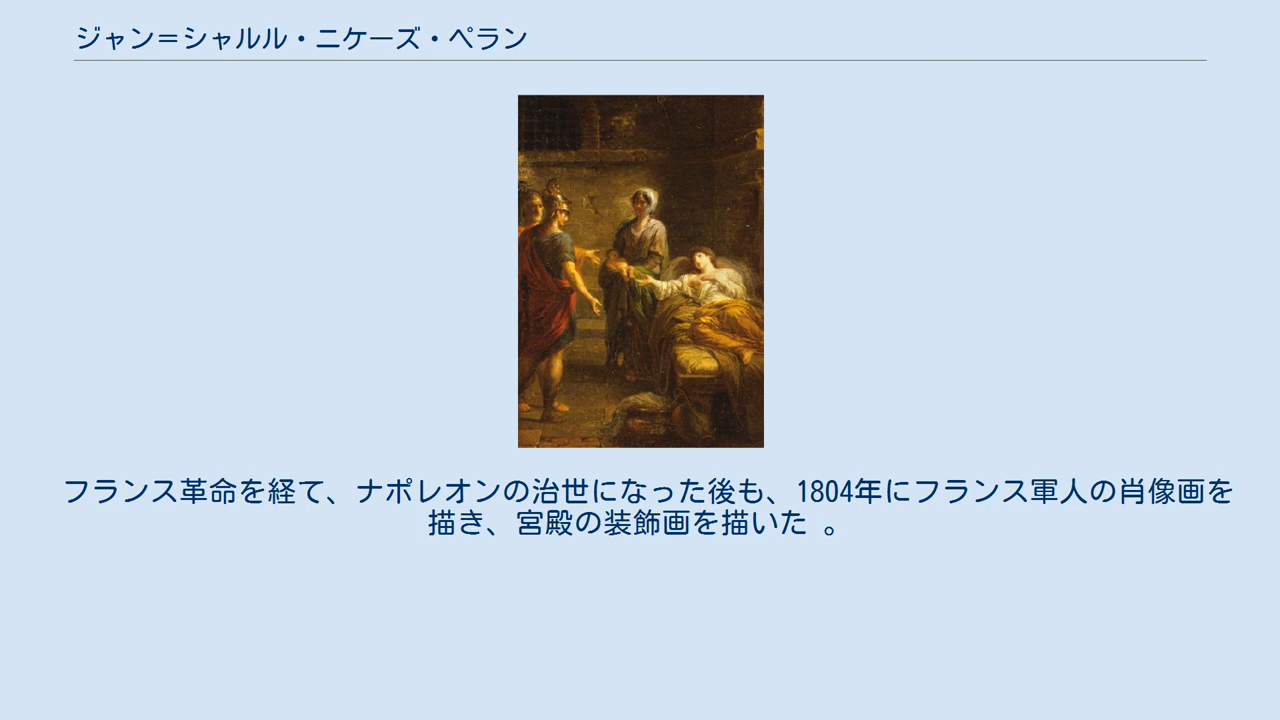 ジャン＝シャルル・ニケーズ・ペラン
フランス革命を経て、ナポレオンの治世になった後も、1804年にフランス軍人の肖像画を
描き、宮殿の装飾画を描いた 。